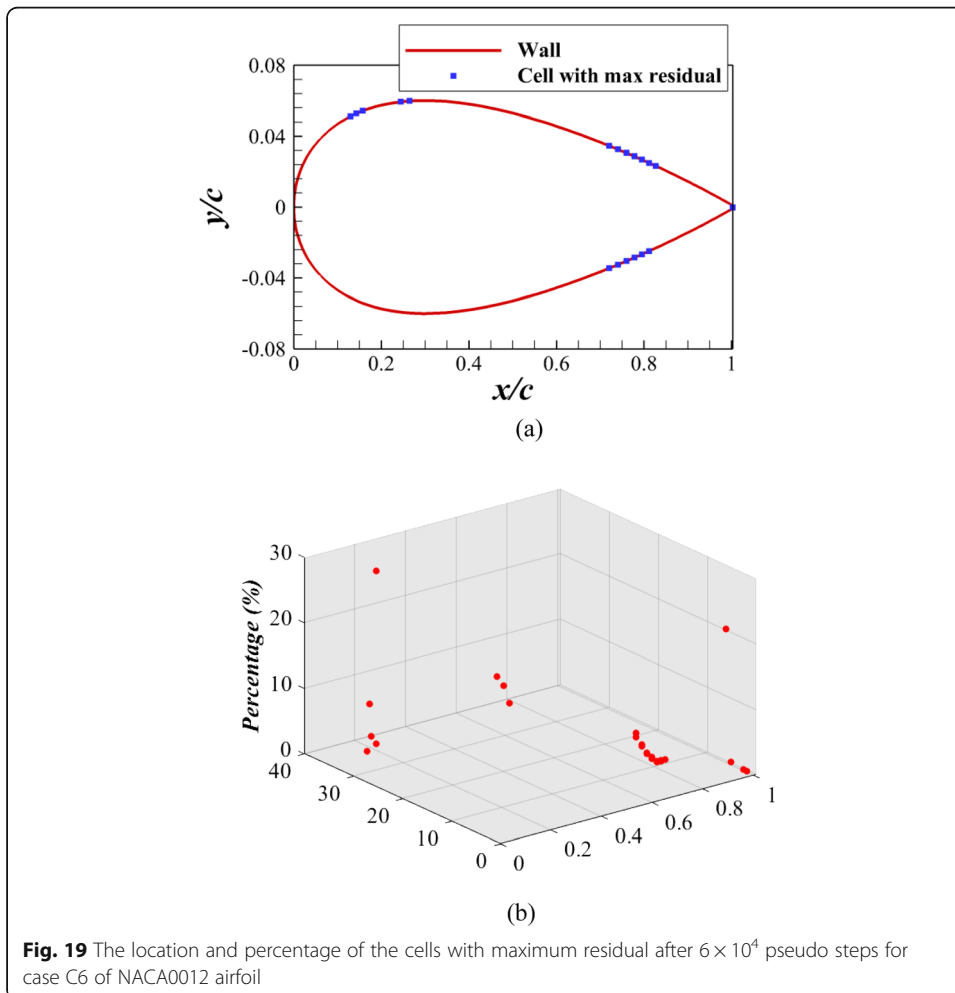 Wall
Cell with max residual
0.08
0.04
0
-0.04
-0.08
y/c
0 0.2 0.4 0.6 0.8 1
x/c
(a)
30
20
10
0
Percentage (%)
40
30
20
10
0
0
0.2
0.4
0.6
0.8
1
(b)
Fig. 19 The location and percentage of the cells with maximum residual after 6 × 10⁴ pseudo steps for
case C6 of NACA0012 airfoil